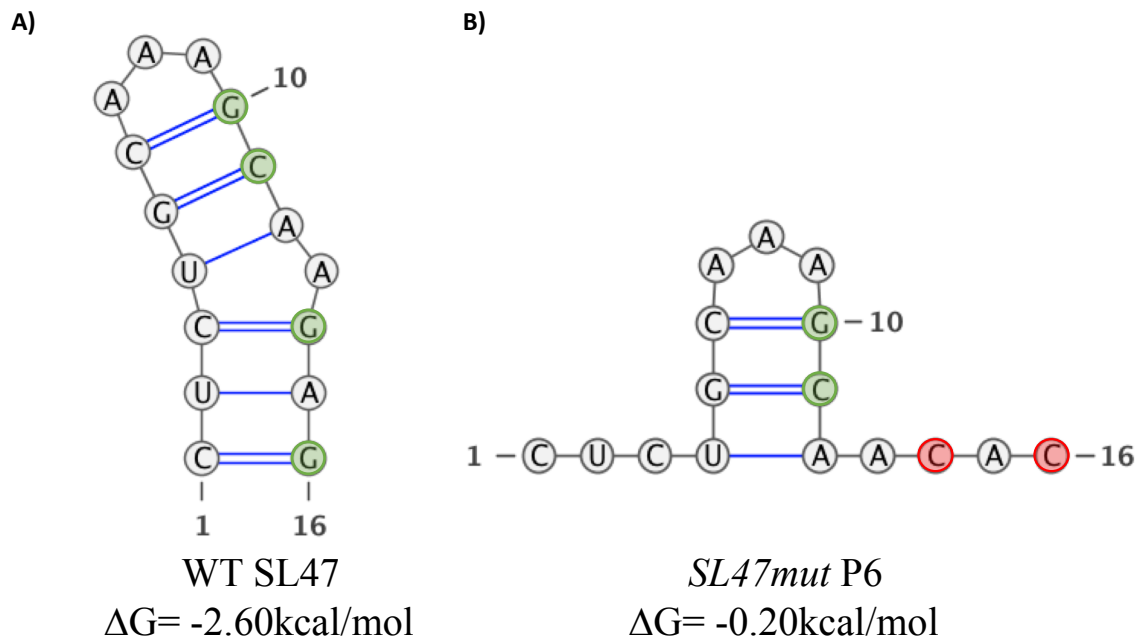 A)
B)
A A A G 10
A C C
G A
U A
C G
U A
C G
1 16
A A A
C G 10
G C
1 C U C U A A C A C 16
WT SL47
ΔG= -2.60kcal/mol
SL47mut P6
ΔG= -0.20kcal/mol